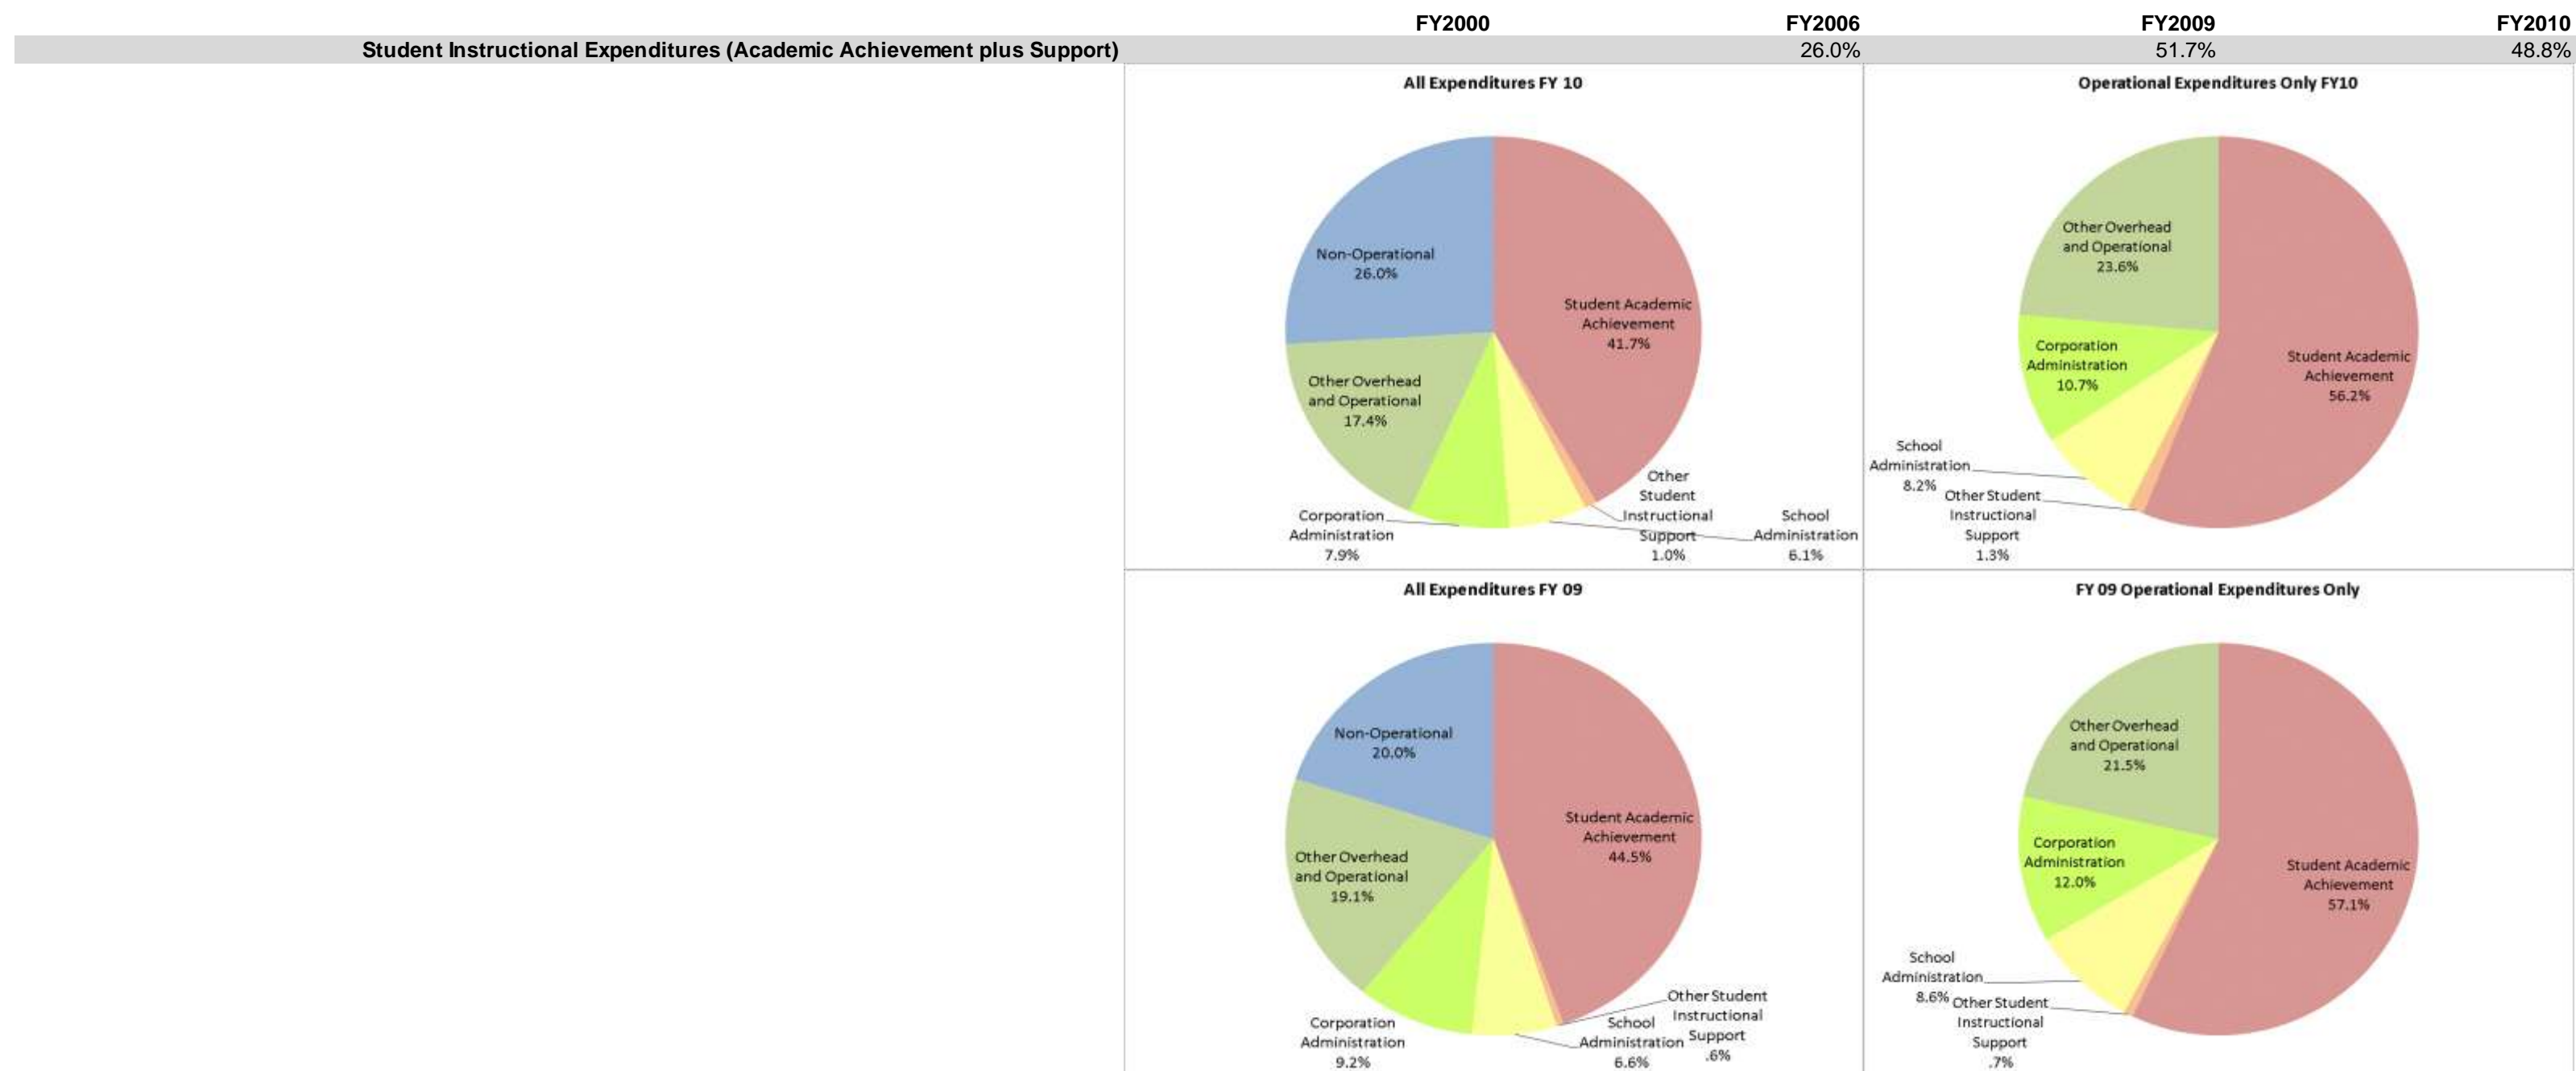 FY2000 FY2006 FY2009 FY2010
Student Instructional Expenditures (Academic Achievement plus Support) 26.0% 51.7% 48.8%
All Expenditures FY 10
Non-Operational
26.0%
Student Academic
Achievement
41.7%
Other Overhead
and Operational
17.4%
Corporation
Administration
7.9%
Other
Student
Instructional
Support
1.0%
School
Administration
6.1%
Operational Expenditures Only FY10
Other Overhead
and Operational
23.6%
Corporation
Administration
10.7%
Student Academic
Achievement
56.2%
School
Administration
8.2%
Other Student
Instructional
Support
1.3%
All Expenditures FY 09
Non-Operational
20.0%
Student Academic
Achievement
44.5%
Other Overhead
and Operational
19.1%
Corporation
Administration
9.2%
School
Administration
6.6%
Other Student
Instructional
Support
.6%
FY 09 Operational Expenditures Only
Other Overhead
and Operational
21.5%
Corporation
Administration
12.0%
Student Academic
Achievement
57.1%
School
Administration
8.6%
Other Student
Instructional
Support
.7%